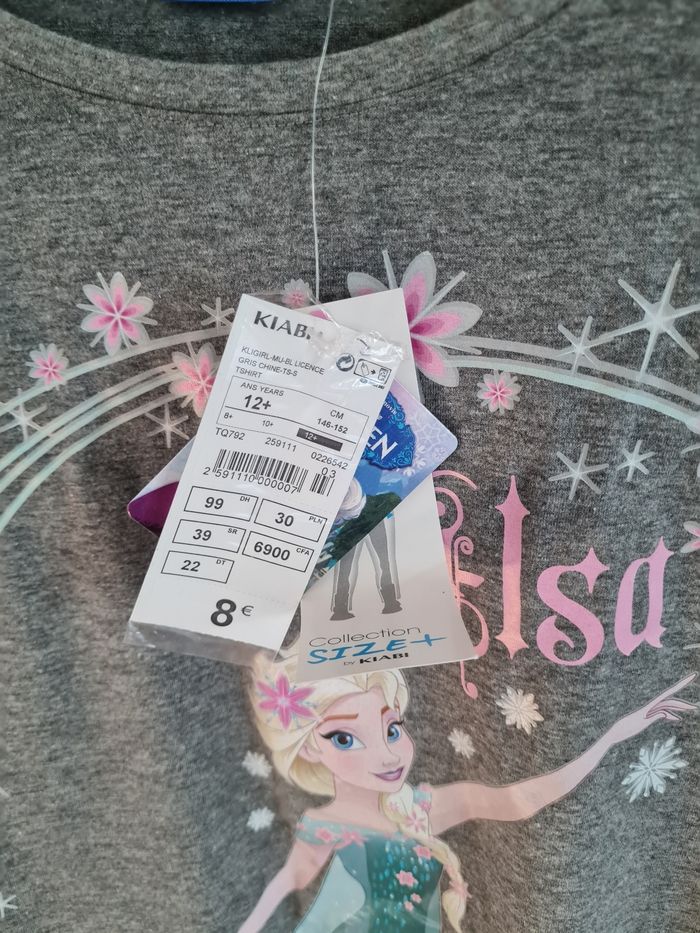 KIABI
KLIGIRL-MU-BL LICENCE
GRIS CHINE-TS-S
TSHIRT
ANS YEARS
12+
CM
146-152
8+ 10+ 12+
TQ792 259111 0226542
03
2 591110 000007
99 DH
30 PLN
39 SR
6900 CFA
22 DT
8 €
EN
Collection
SIZE +
by KIABI
Elsa